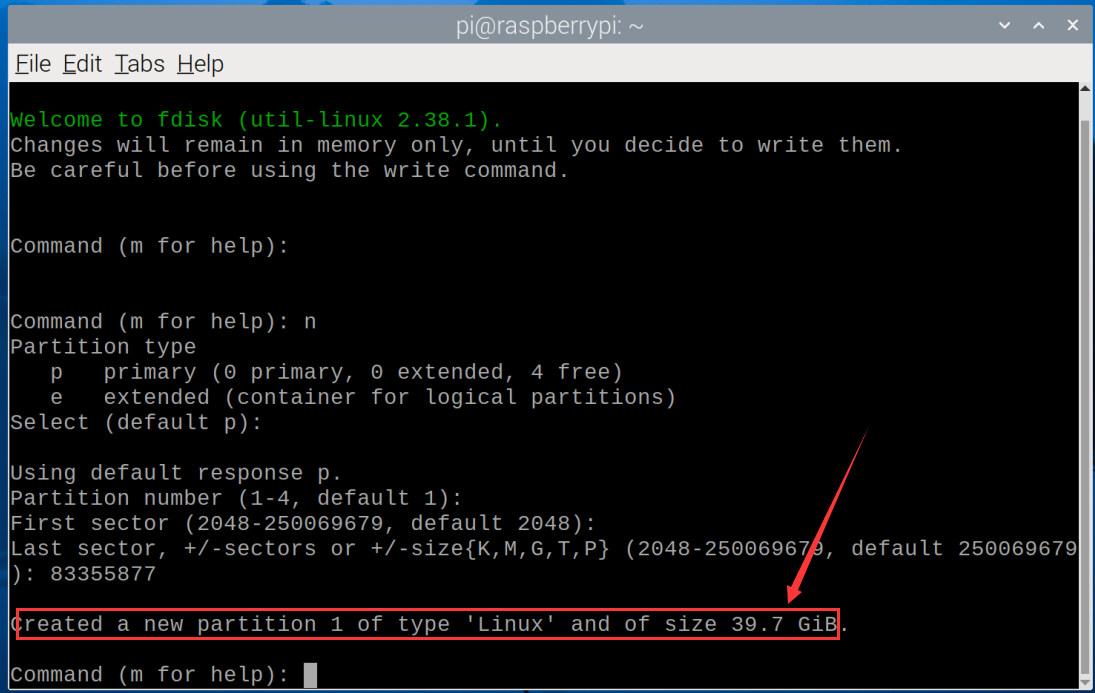 pi@raspberrypi: ~
File Edit Tabs Help
Welcome to fdisk (util-linux 2.38.1).
Changes will remain in memory only, until you decide to write them.
Be careful before using the write command.
Command (m for help):
Command (m for help): n
Partition type
   p   primary (0 primary, 0 extended, 4 free)
   e   extended (container for logical partitions)
Select (default p):
Using default response p.
Partition number (1-4, default 1):
First sector (2048-250069679, default 2048):
Last sector, +/-sectors or +/-size{K,M,G,T,P} (2048-250069679, default 250069679
): 83355877
Created a new partition 1 of type 'Linux' and of size 39.7 GiB.
Command (m for help):